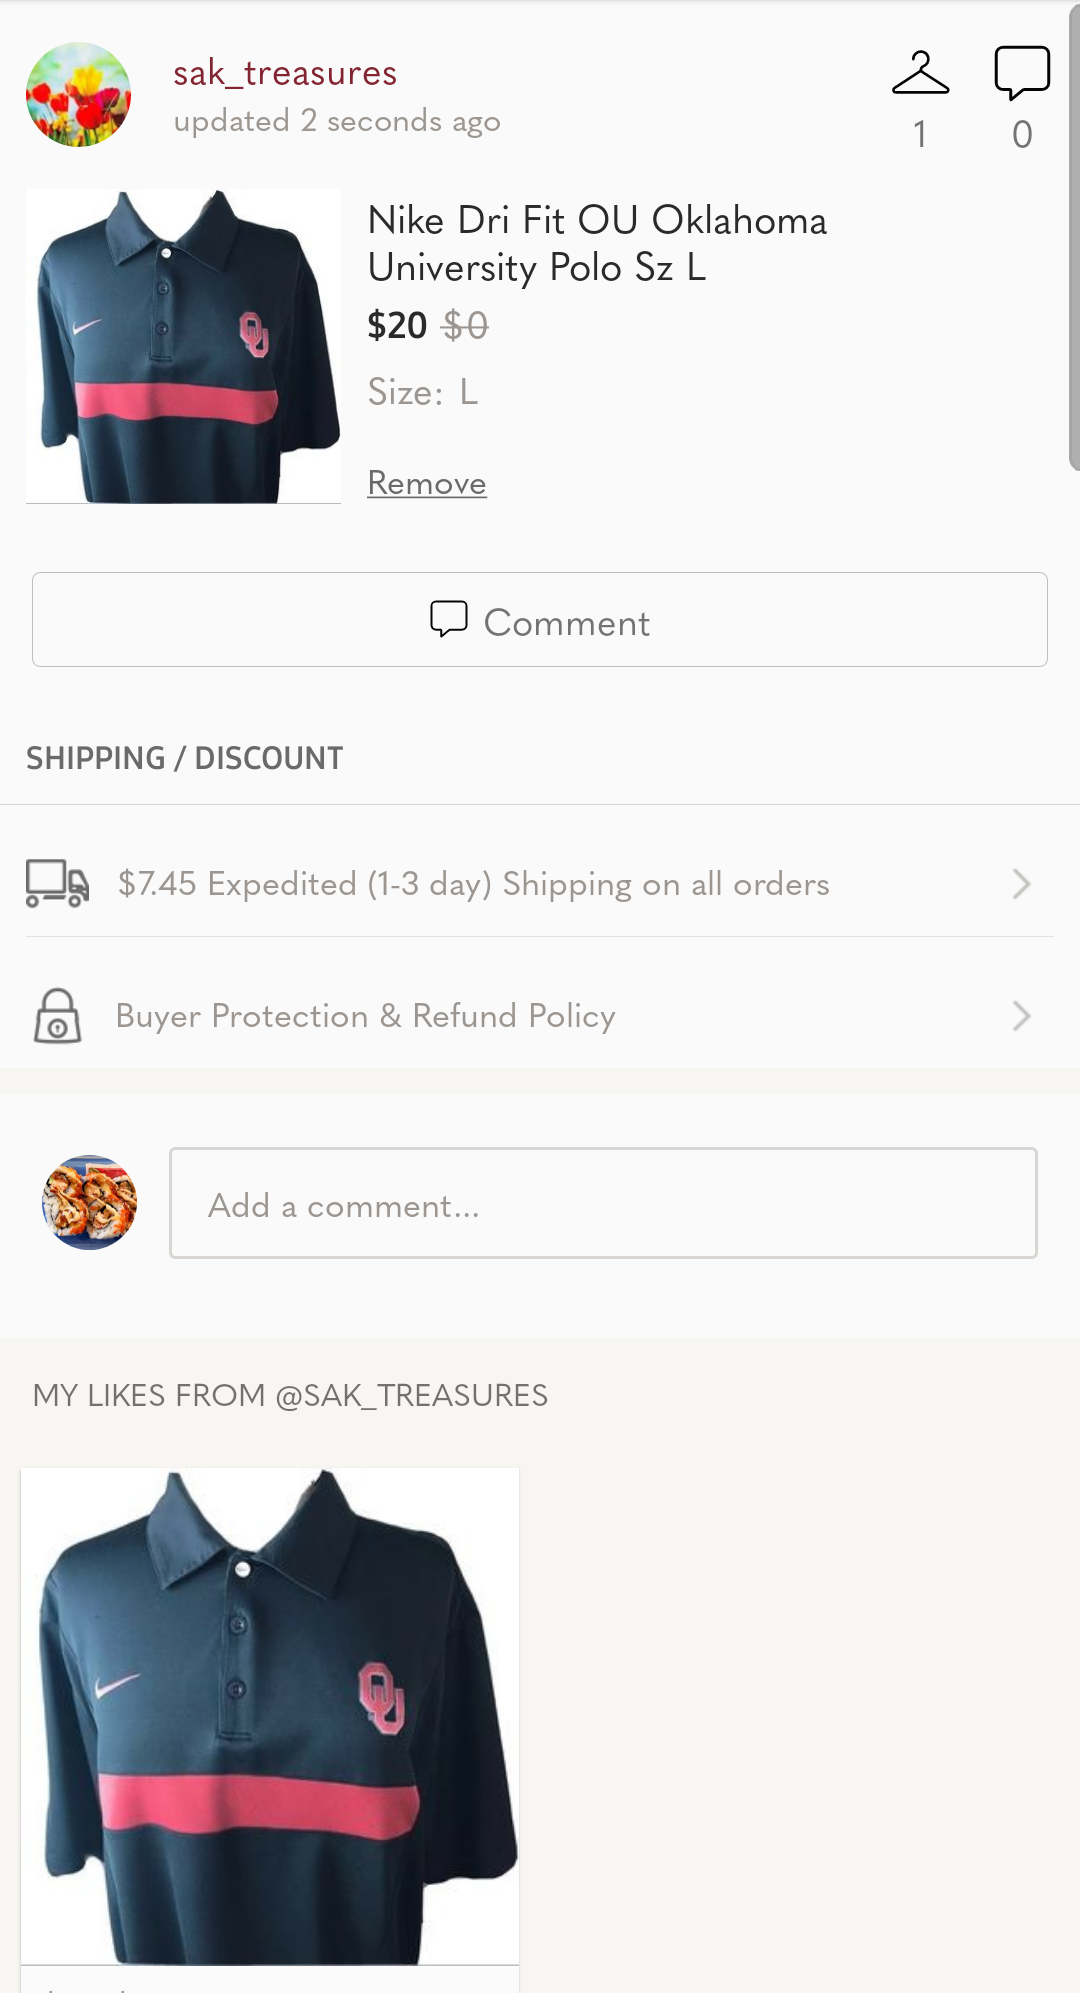 sak_treasures
updated 2 seconds ago
1
0
Nike Dri Fit OU Oklahoma
University Polo Sz L
$20 $0
Size: L
Remove
Comment
SHIPPING / DISCOUNT
$7.45 Expedited (1-3 day) Shipping on all orders
Buyer Protection & Refund Policy
Add a comment...
MY LIKES FROM @SAK_TREASURES